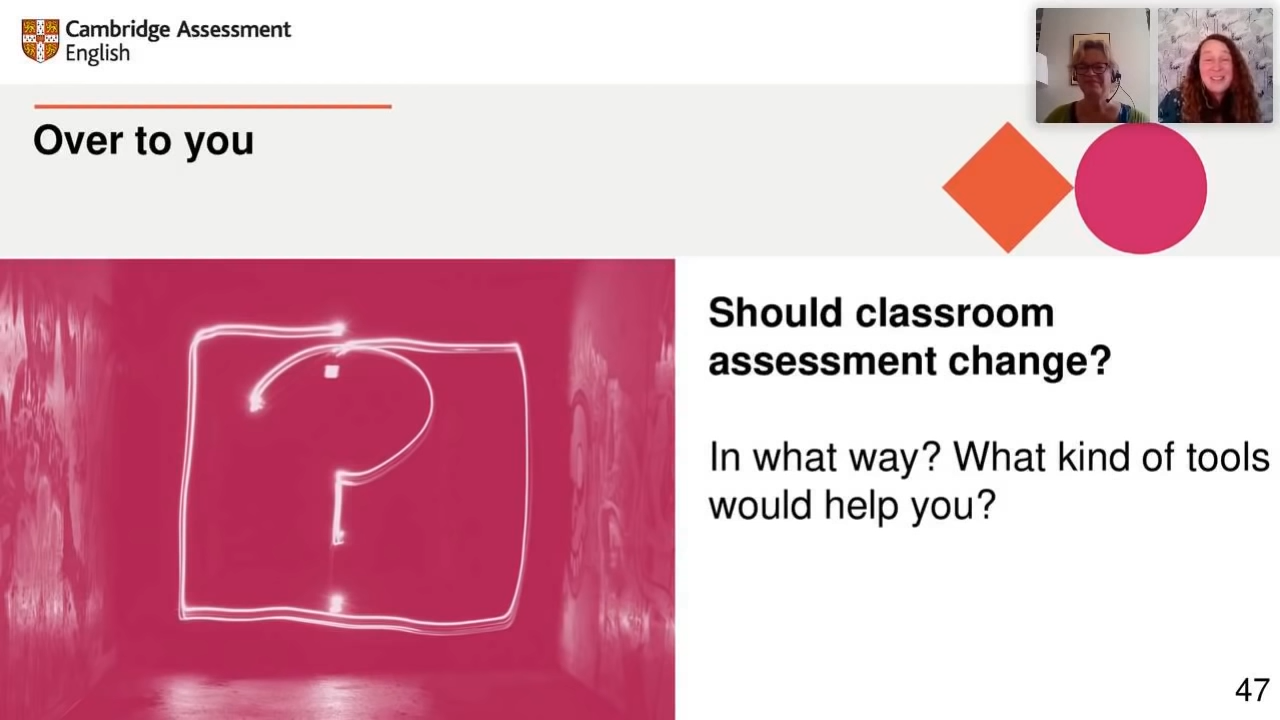 Cambridge Assessment
English
Over to you
Should classroom
assessment change?
In what way? What kind of tools
would help you?
47